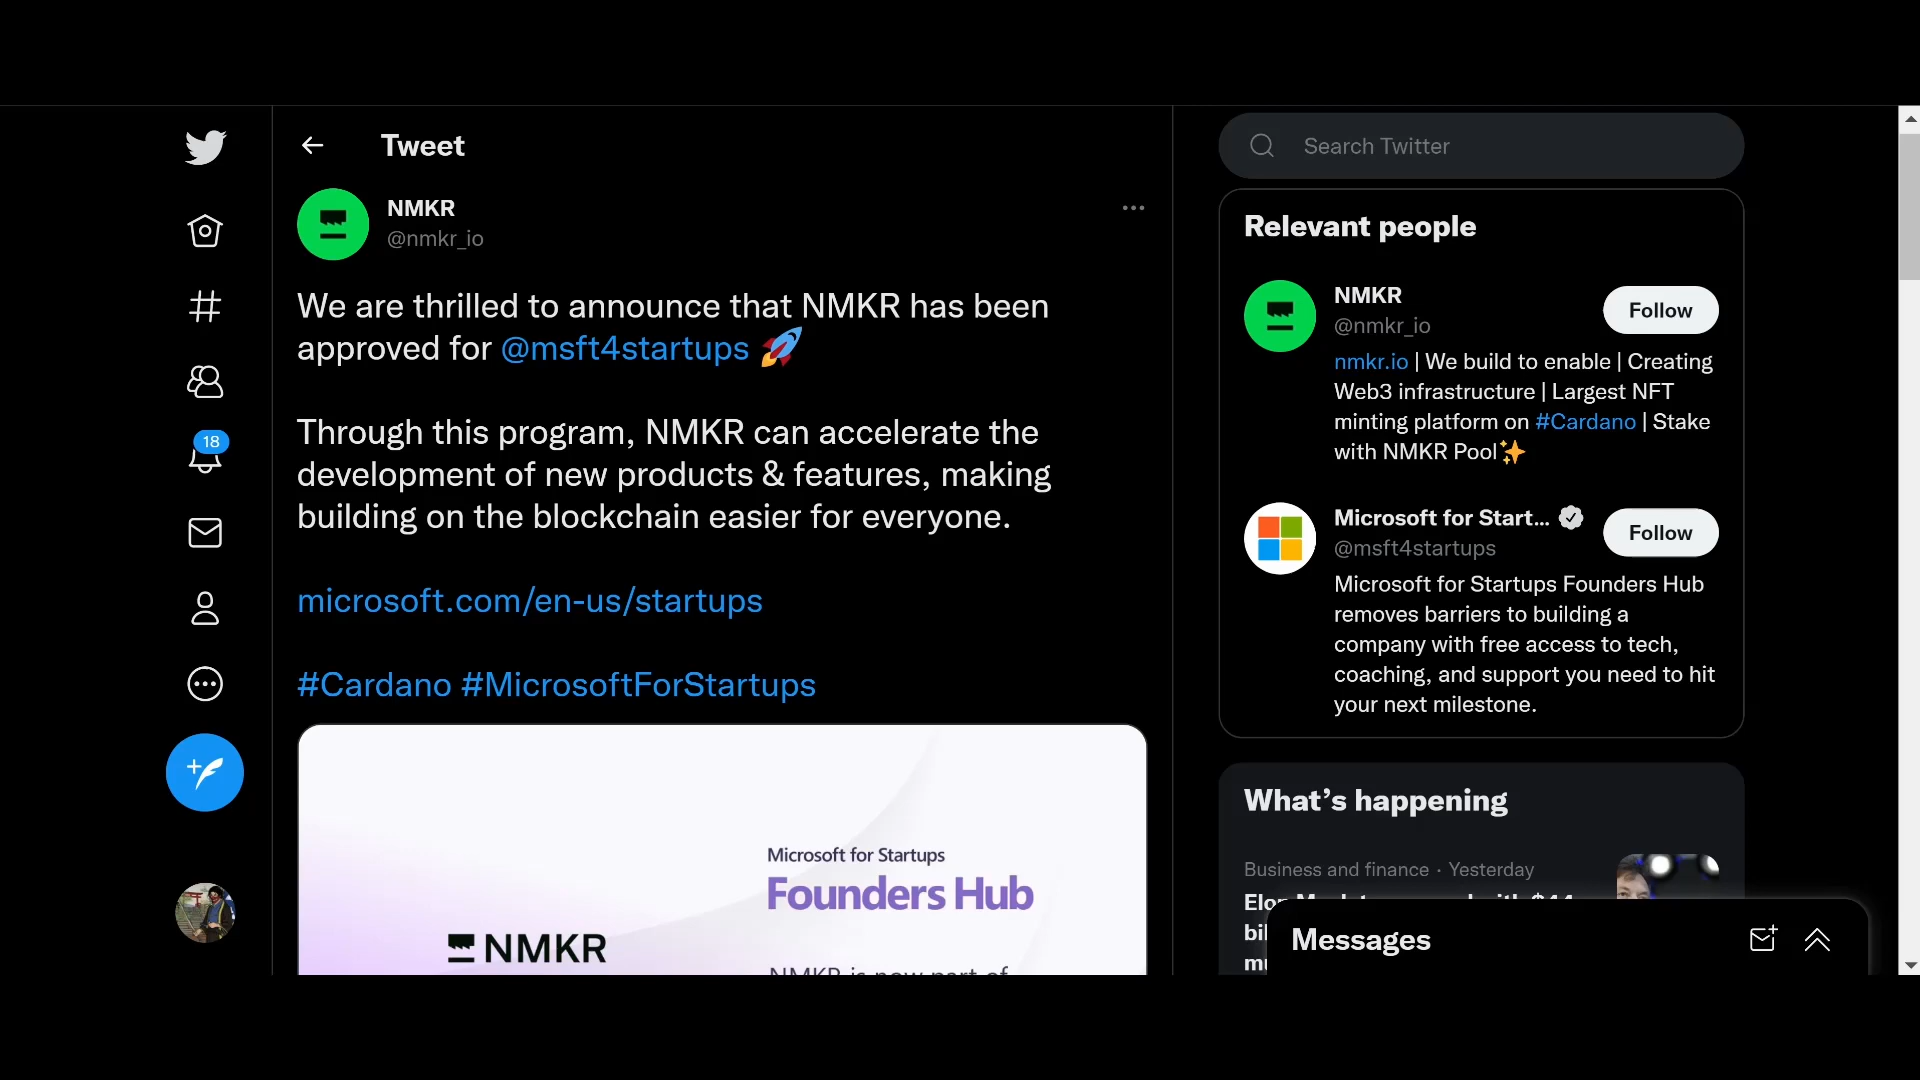 Tweet
Search Twitter
NMKR
@nmkr_io
We are thrilled to announce that NMKR has been
approved for @msft4startups
Through this program, NMKR can accelerate the
development of new products & features, making
building on the blockchain easier for everyone.
microsoft.com/en-us/startups
#Cardano #MicrosoftForStartups
Microsoft for Startups
Founders Hub
NMKR
NMKR is now part of
18
Relevant people
NMKR
Follow
@nmkr_io
nmkr.io | We build to enable | Creating
Web3 infrastructure | Largest NFT
minting platform on #Cardano | Stake
with NMKR Pool
Microsoft for Start...
Follow
@msft4startups
Microsoft for Startups Founders Hub
removes barriers to building a
company with free access to tech,
coaching, and support you need to hit
your next milestone.
What's happening
Business and finance · Yesterday
Messages